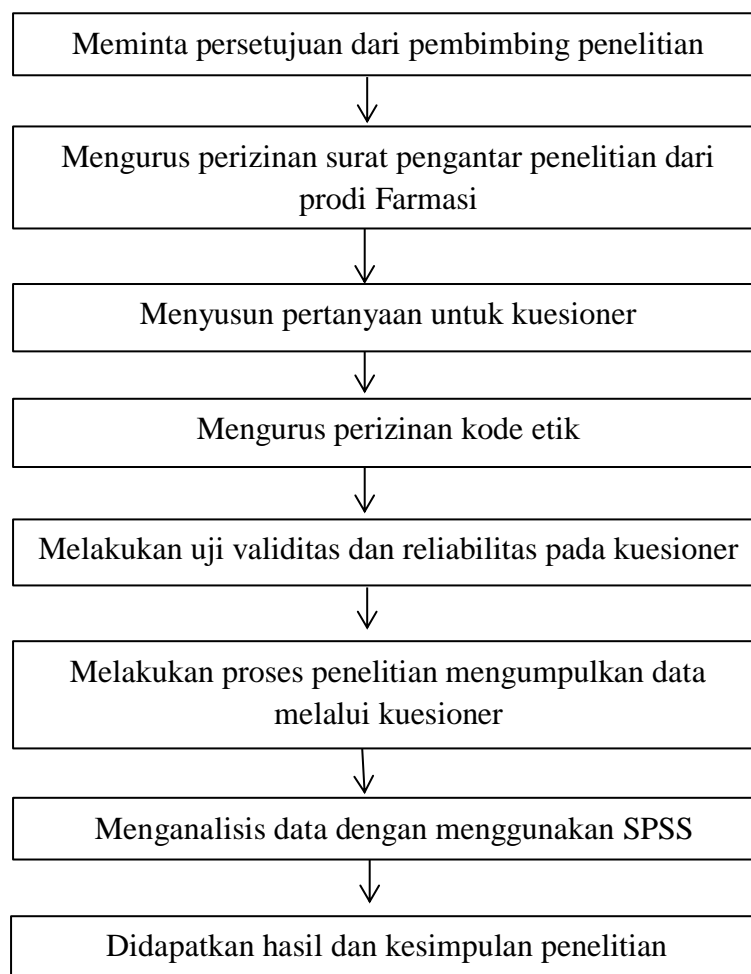 Meminta persetujuan dari pembimbing penelitian
Mengurus perizinan surat pengantar penelitian dari
prodi Farmasi
Menyusun pertanyaan untuk kuesioner
Mengurus perizinan kode etik
Melakukan uji validitas dan reliabilitas pada kuesioner
Melakukan proses penelitian mengumpulkan data
melalui kuesioner
Menganalisis data dengan menggunakan SPSS
Didapatkan hasil dan kesimpulan penelitian